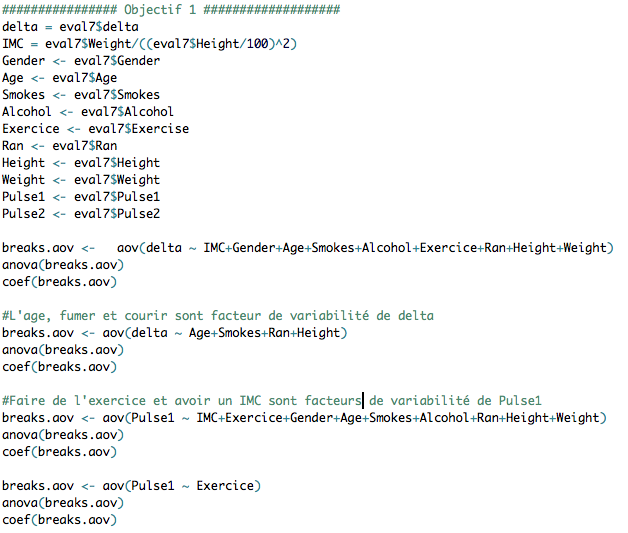 ################ Objectif 1 ###################
delta = eval7$delta
IMC = eval7$Weight/((eval7$Height/100)^2)
Gender <- eval7$Gender
Age <- eval7$Age
Smokes <- eval7$Smokes
Alcohol <- eval7$Alcohol
Exercice <- eval7$Exercise
Ran <- eval7$Ran
Height <- eval7$Height
Weight <- eval7$Weight
Pulse1 <- eval7$Pulse1
Pulse2 <- eval7$Pulse2

breaks.aov <-   aov(delta ~ IMC+Gender+Age+Smokes+Alcohol+Exercice+Ran+Height+Weight)
anova(breaks.aov)
coef(breaks.aov)

#L'age, fumer et courir sont facteur de variabilité de delta
breaks.aov <- aov(delta ~ Age+Smokes+Ran+Height)
anova(breaks.aov)
coef(breaks.aov)

#Faire de l'exercice et avoir un IMC sont facteurs de variabilité de Pulse1
breaks.aov <- aov(Pulse1 ~ IMC+Exercice+Gender+Age+Smokes+Alcohol+Ran+Height+Weight)
anova(breaks.aov)
coef(breaks.aov)

breaks.aov <- aov(Pulse1 ~ Exercice)
anova(breaks.aov)
coef(breaks.aov)